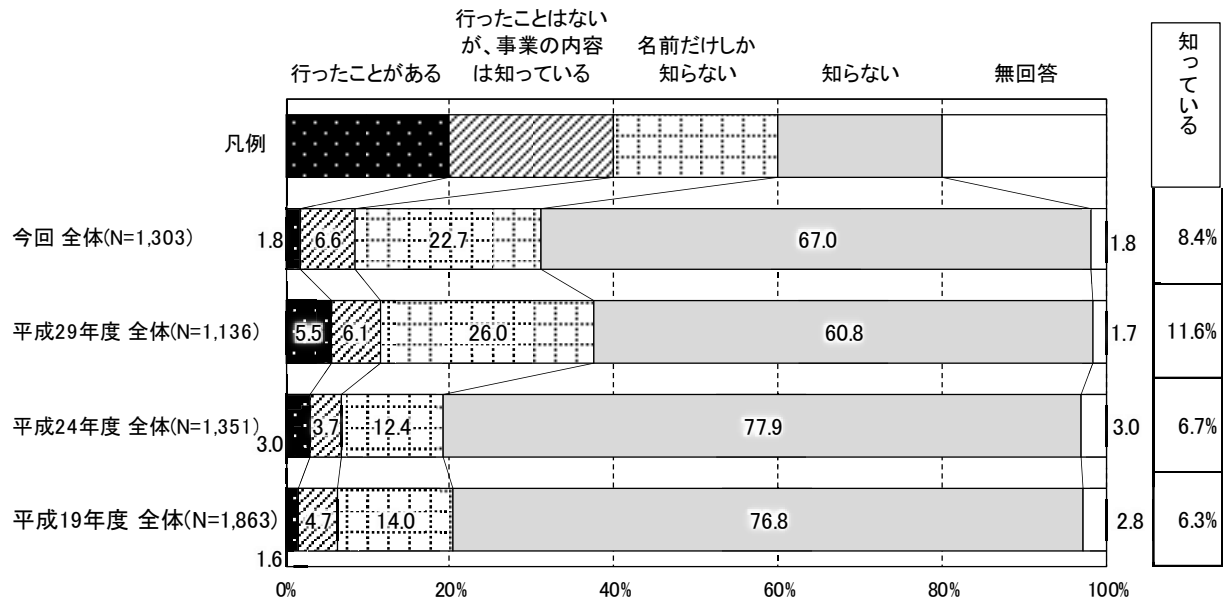 行ったことがある
行ったことはない
が、事業の内容
は知っている
名前だけしか
知らない
知らない
無回答
知っている
凡例
今回 全体(N=1,303)
1.8
6.6
22.7
67.0
1.8
8.4%
平成29年度 全体(N=1,136)
5.5
6.1
26.0
60.8
1.7
11.6%
平成24年度 全体(N=1,351)
3.0
3.7
12.4
77.9
3.0
6.7%
平成19年度 全体(N=1,863)
1.6
4.7
14.0
76.8
2.8
6.3%
0%
20%
40%
60%
80%
100%